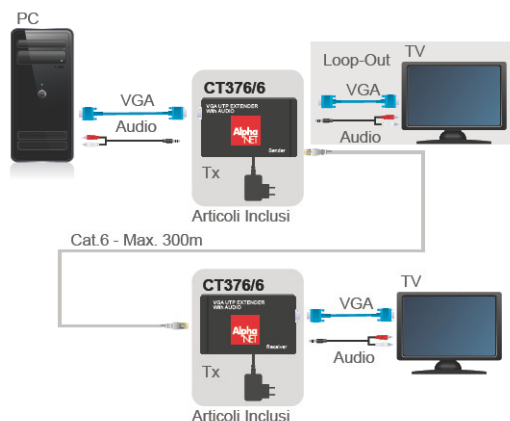 PC
CT376/6
Loop-Out
TV
VGA
Audio
VGA UTP EXTENDER
With AUDIO
Alpha
NET
Sender
VGA
Audio
Tx
Articoli Inclusi
Cat.6 - Max. 300m
CT376/6
TV
VGA UTP EXTENDER
With AUDIO
Alpha
NET
Receiver
VGA
Audio
Tx
Articoli Inclusi